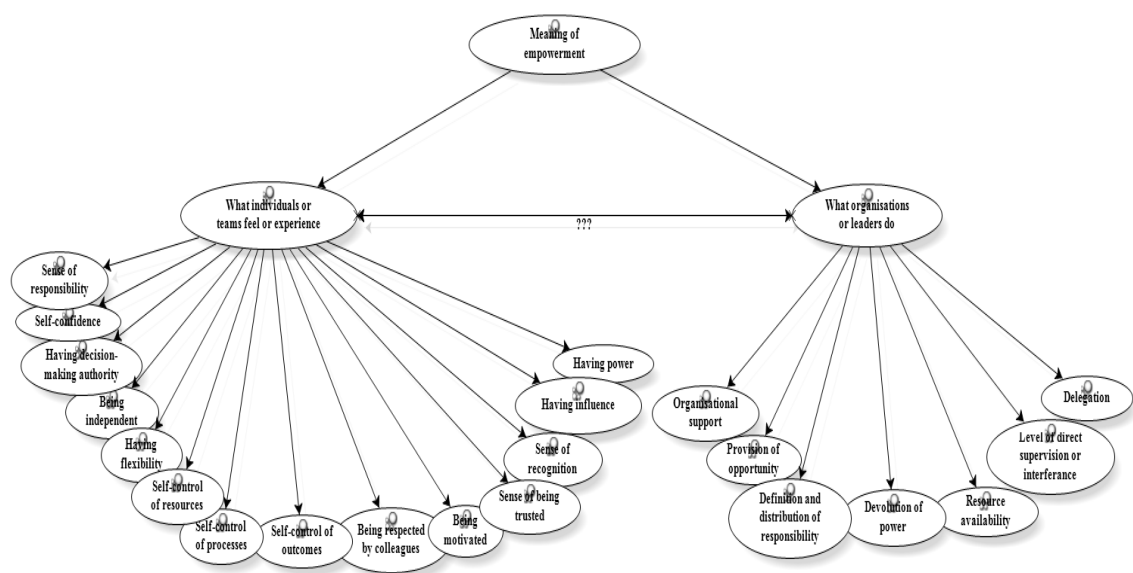 Meaning of
empowerment
What individuals or
teams feel or experience
???
What organisations
or leaders do
Sense of
responsibility
Self-confidence
Having decision-
making authority
Being
independent
Having
flexibility
Self-control
of resources
Self-control
of processes
Self-control of
outcomes
Being respected
by colleagues
Being
motivated
Sense of being
trusted
Sense of
recognition
Having influence
Having power
Organisational
support
Provision of
opportunity
Definition and
distribution of
responsibility
Devolution of
power
Resource
availability
Level of direct
supervision or
interferance
Delegation